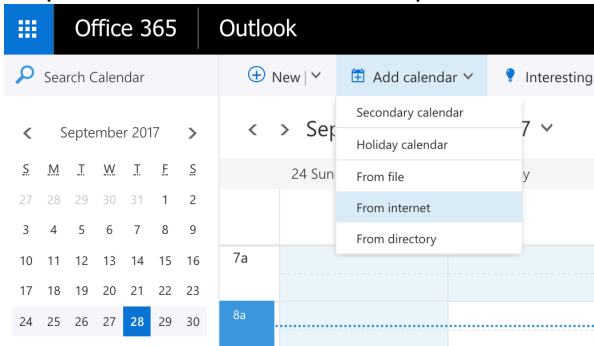 Office 365 Outlook
Search Calendar
New
Add calendar
Interesting
September 2017
S M T W T F S
27 28 29 30 31 1 2
3 4 5 6 7 8 9
10 11 12 13 14 15 16
17 18 19 20 21 22 23
24 25 26 27 28 29 30
Sep
7
24 Sun
y
Secondary calendar
Holiday calendar
From file
From internet
From directory
7a
8a